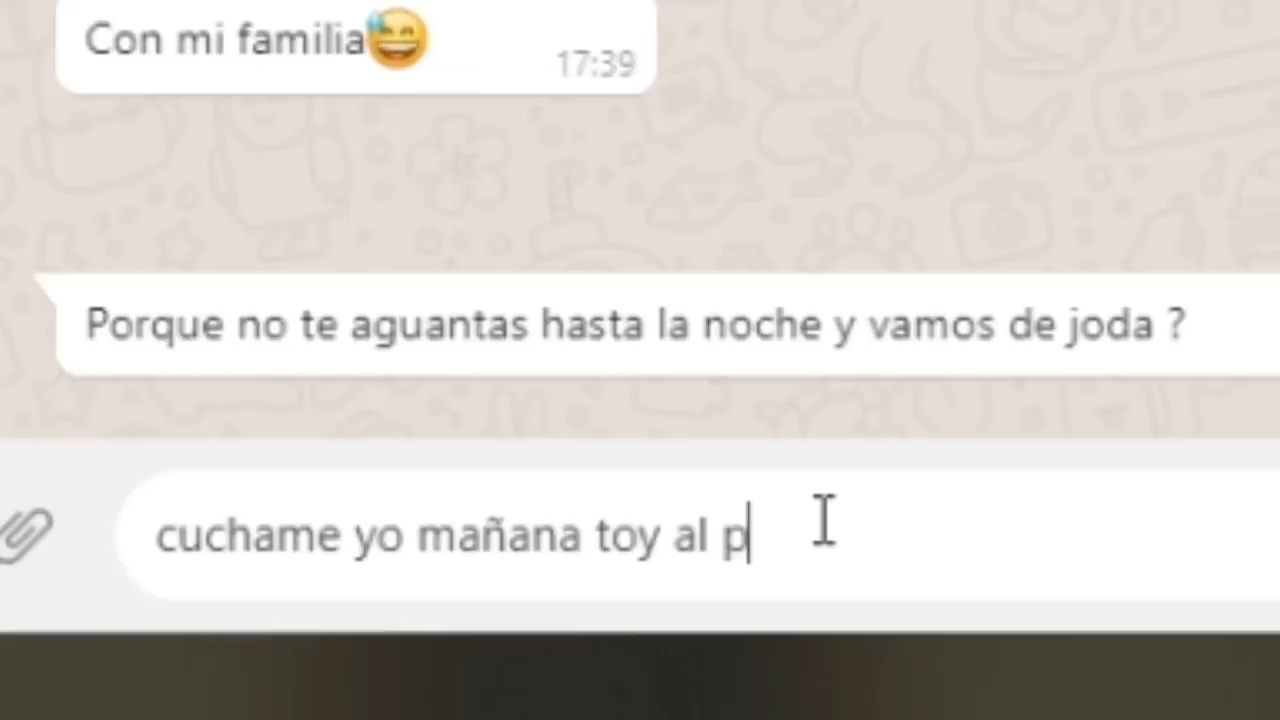 Con mi familia😅
17:39
Porque no te aguantas hasta la noche y vamos de joda ?
cuchame yo mañana toy al p